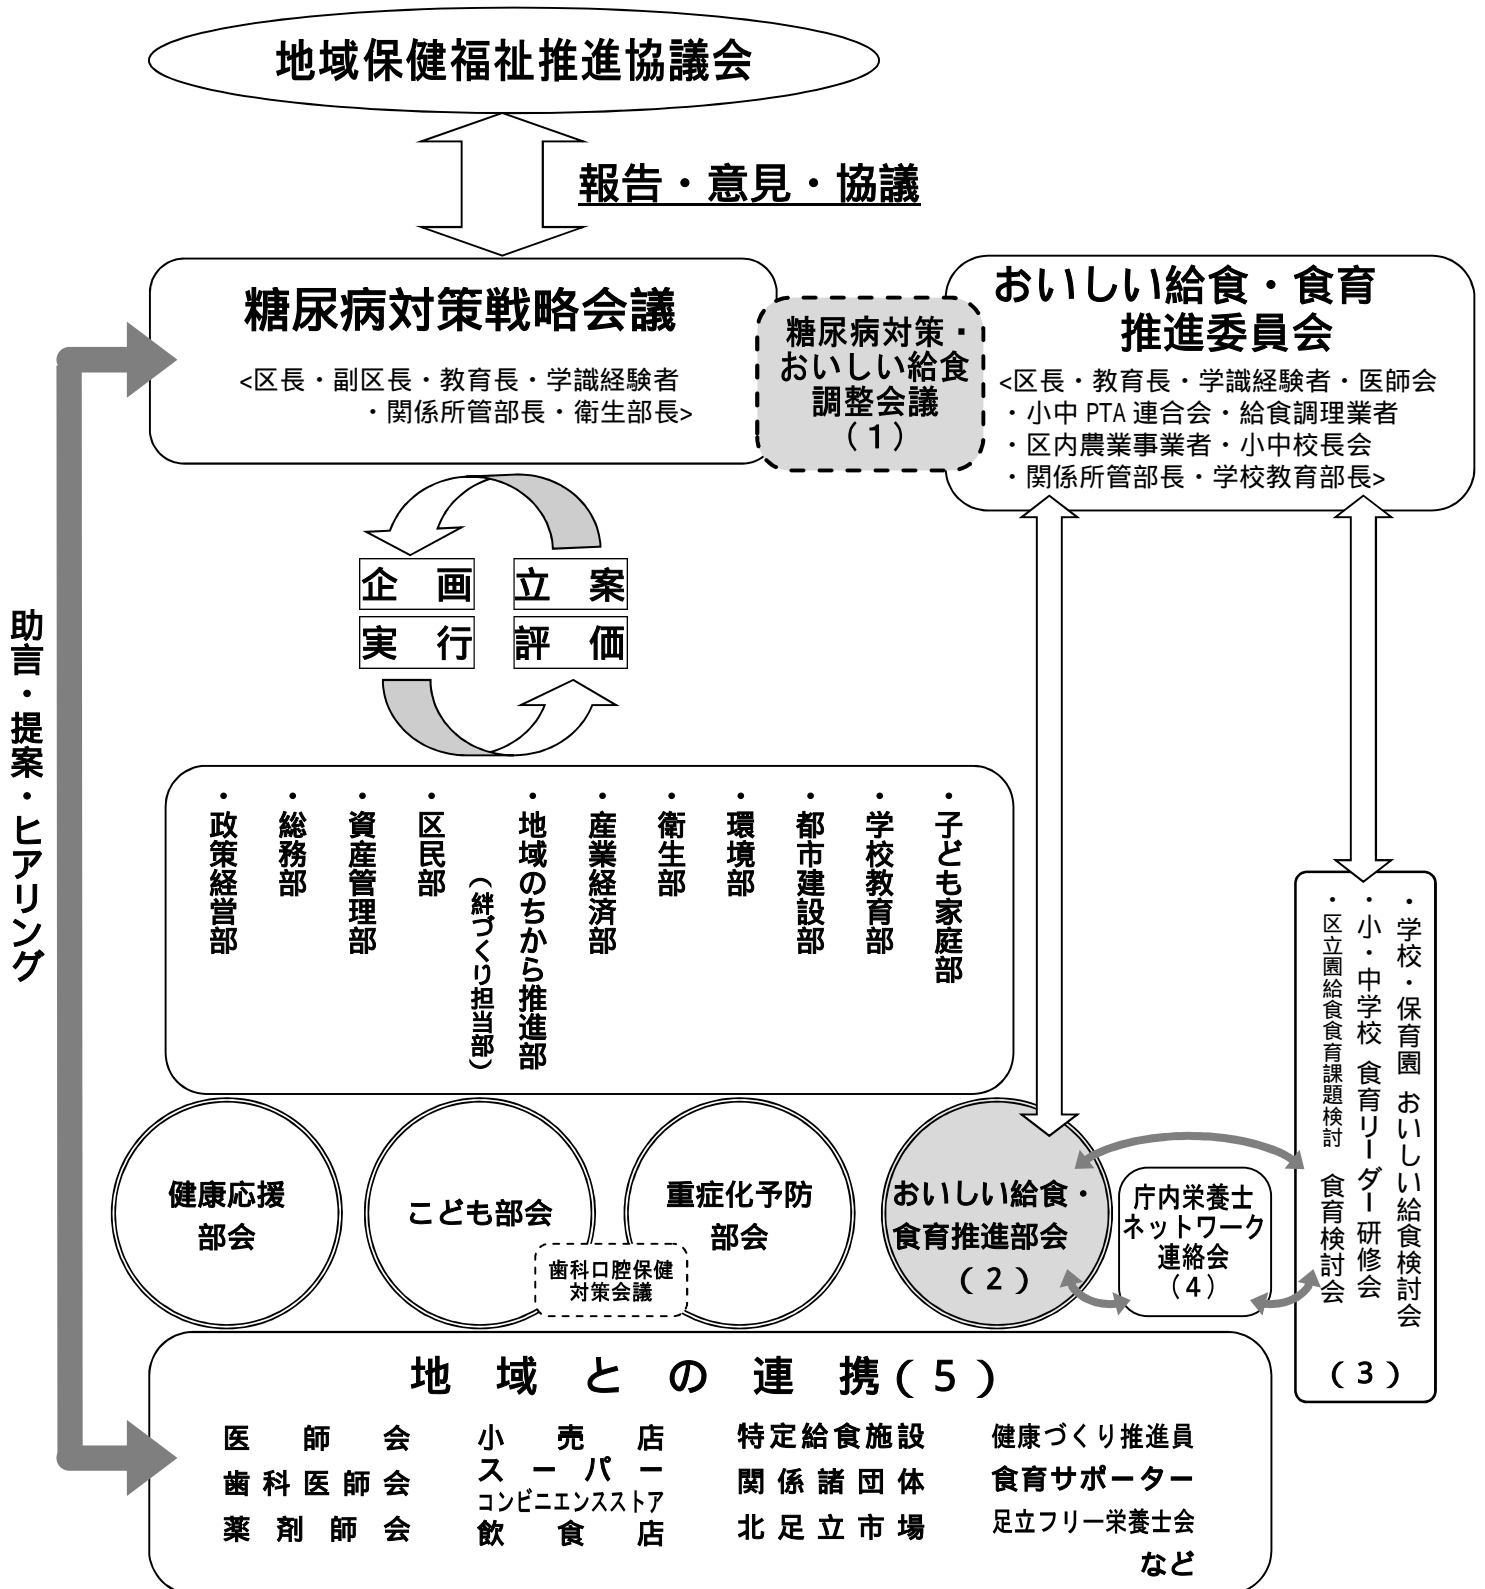 地域保健福祉推進協議会
報告・意見・協議
糖尿病対策戦略会議
<区長・副区長・教育長・学識経験者
・関係所管部長・衛生部長>
糖尿病対策・
おいしい給食
調整会議
（1）
おいしい給食・食育
推進委員会
<区長・教育長・学識経験者・医師会
・小中 PTA 連合会・給食調理業者
・区内農業事業者・小中校長会
・関係所管部長・学校教育部長>
企　画
立　案
実　行
評　価
助言・提案・ヒアリング
・政策経営部
・総務部
・資産管理部
・区民部
（絆づくり担当部）
・地域のちから推進部
・産業経済部
・衛生部
・環境部
・都市建設部
・学校教育部
・子ども家庭部
健康応援
部会
こども部会
重症化予防
部会
歯科口腔保健
対策会議
おいしい給食・
食育推進部会
（2）
庁内栄養士
ネットワーク
連絡会
（4）
・学校・保育園 おいしい給食検討会
・小・中学校 食育リーダー研修会
・区立園給食食育課題検討　食育検討会
（3）
地　域　と　の　連　携（5）
医　師　会
歯科医師会
薬剤師会
小　売　店
スーパー
コンビニエンスストア
飲　食　店
特定給食施設
関係諸団体
北足立市場
健康づくり推進員
食育サポーター
足立フリー栄養士会
など